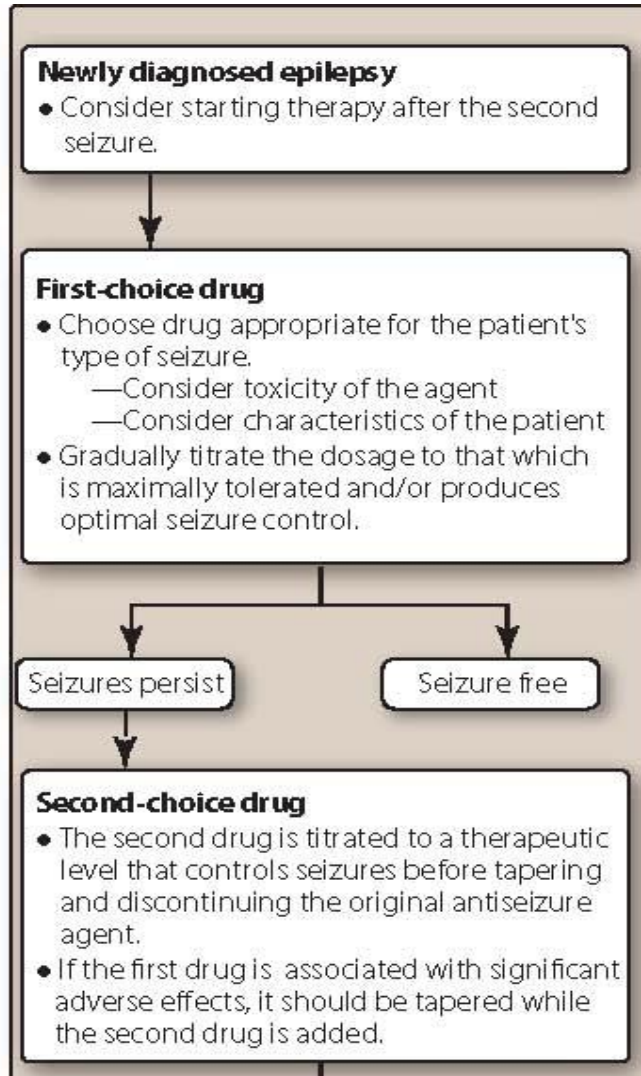 Newly diagnosed epilepsy
• Consider starting therapy after the second
seizure.
First-choice drug
• Choose drug appropriate for the patient's
type of seizure.
—Consider toxicity of the agent
—Consider characteristics of the patient
• Gradually titrate the dosage to that which
is maximally tolerated and/or produces
optimal seizure control.
Seizures persist
Seizure free
Second-choice drug
• The second drug is titrated to a therapeutic
level that controls seizures before tapering
and discontinuing the original antiseizure
agent.
• If the first drug is associated with significant
adverse effects, it should be tapered while
the second drug is added.